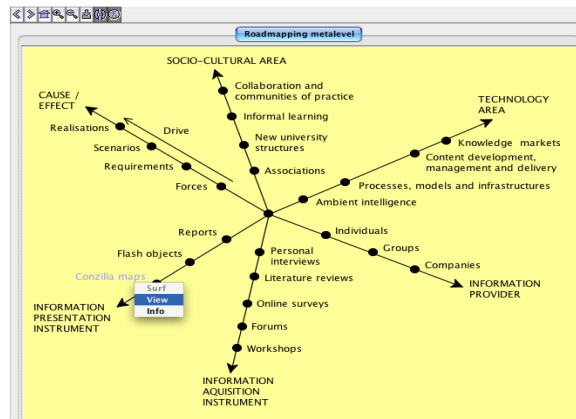 Roadmapping metalevel
SOCIO-CULTURAL AREA
CAUSE /
EFFECT
Collaboration and
communities of practice
TECHNOLOGY
AREA
Realisations
Drive
Informal learning
Scenarios
New university
structures
Knowledge markets
Content development,
management and delivery
Requirements
Associations
Processes, models and infrastructures
Forces
Ambient intelligence
Reports
Individuals
Flash objects
Personal
interviews
Groups
Conzilla maps
Literature reviews
Companies
Surf
View
Info
INFORMATION
PROVIDER
INFORMATION
PRESENTATION
INSTRUMENT
Online surveys
Forums
Workshops
INFORMATION
AQUISITION
INSTRUMENT